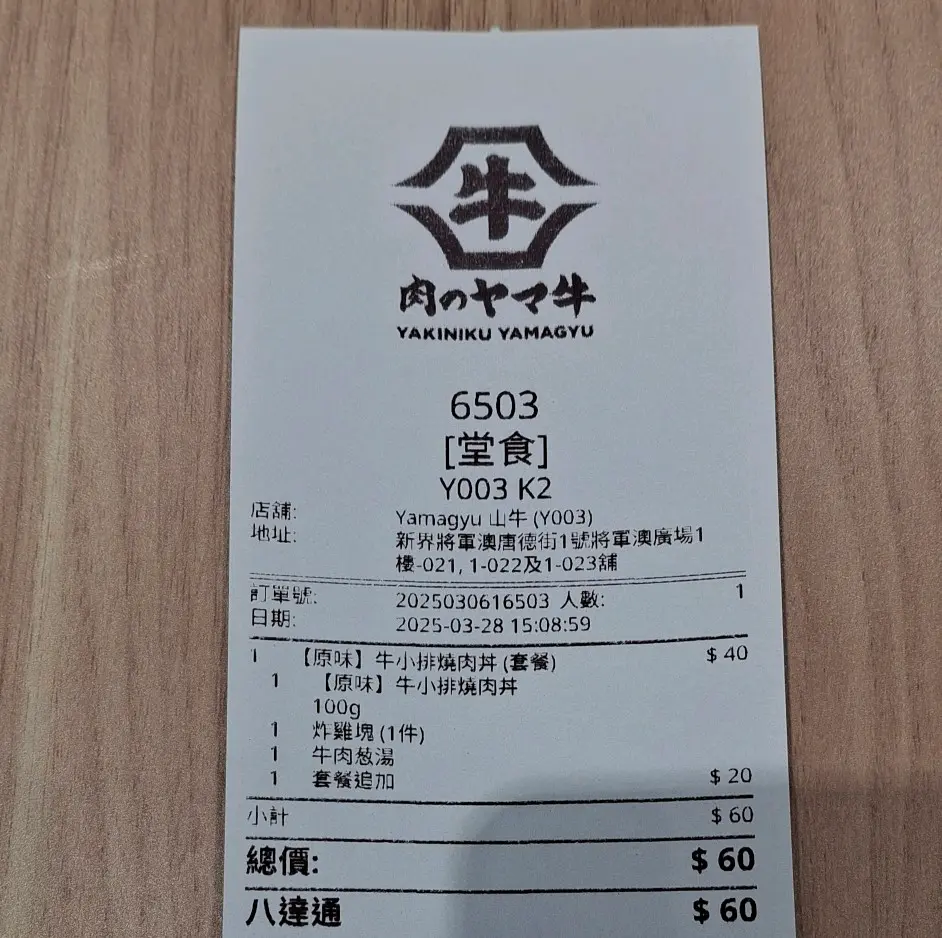 牛
肉のヤマ牛
YAKINIKU YAMAGYU
6503
[堂食]
Y003 K2
店舖: Yamagyu 山牛 (Y003)
地址: 新界將軍澳唐德街1號將軍澳廣場1
樓-021, 1-022及1-023舖
訂單號: 2025030616503 人數: 1
日期: 2025-03-28 15:08:59
1 【原味】牛小排燒肉丼 (套餐) $ 40
1 【原味】牛小排燒肉丼
100g
1 炸雞塊 (1件)
1 牛肉葱湯
1 套餐追加 $ 20
小計 $ 60
總價: $ 60
八達通 $ 60